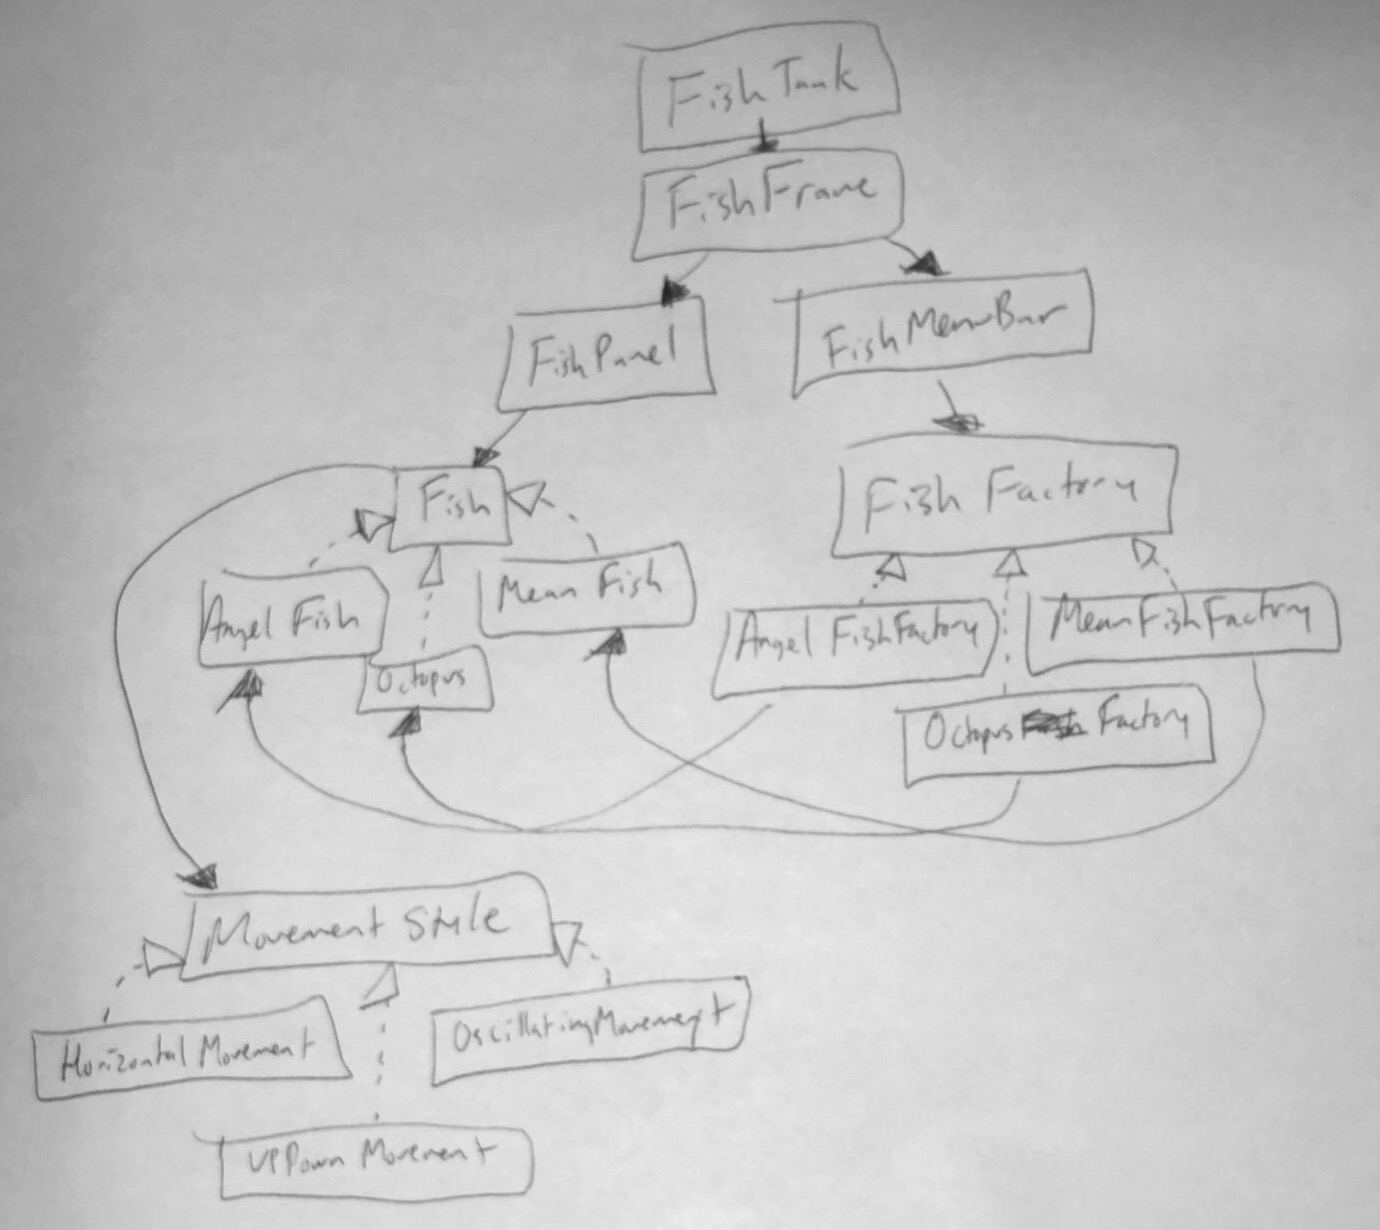 FishTank
FishFrame
FishPanel
FishMenuBar
Fish
Fish Factory
Angel Fish
Mean Fish
Octopus
Angel FishFactory
MeanFishFactory
Octopus Factory
Movement Style
Horizontal Movement
OscillatingMovement
UPDown Movement